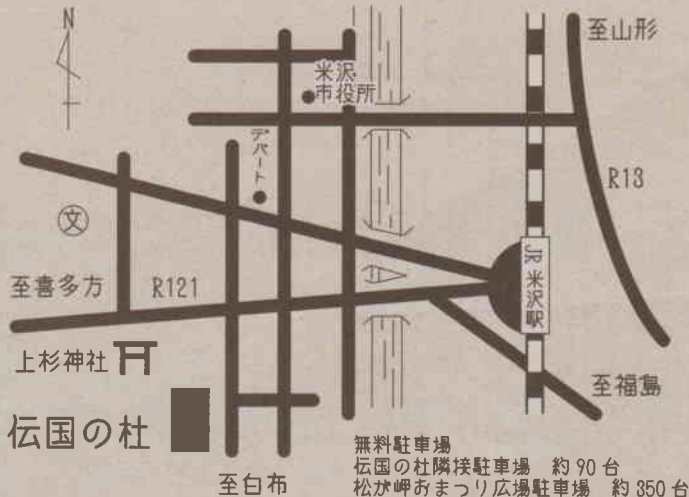 N
至山形
米沢
市役所
デパート
R13
文
JR 米沢駅
至喜多方
R121
上杉神社
至福島
伝国の杜
無料駐車場
伝国の杜隣接駐車場 約90台
至白布
松が岬おまつり広場駐車場 約350台